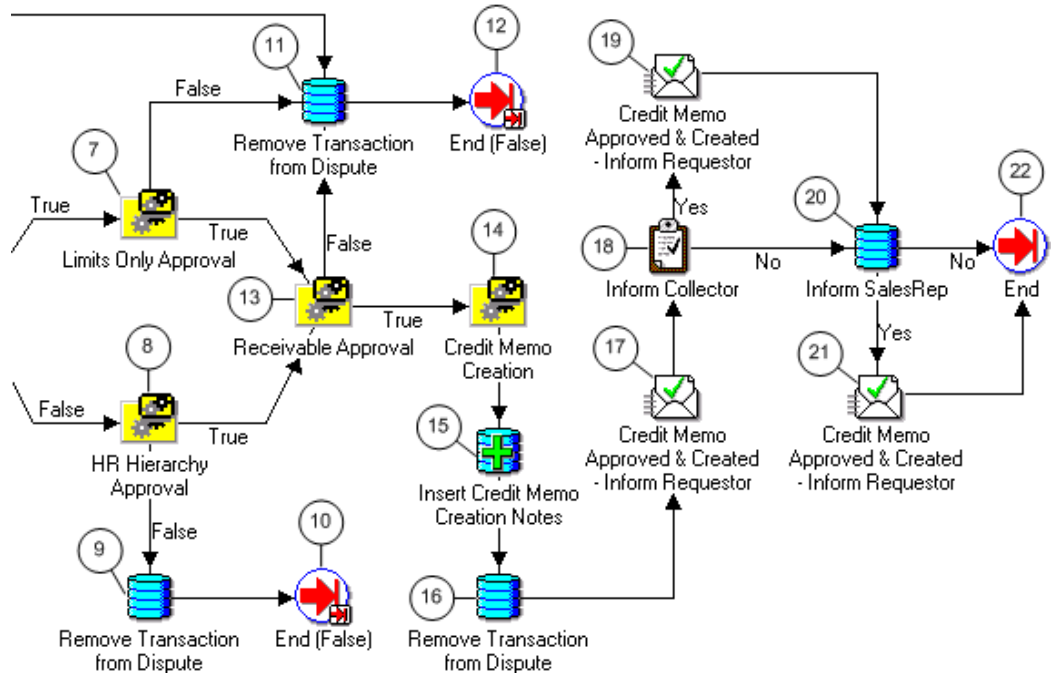 11
12
19
False
Remove Transaction
from Dispute
End (False)
Credit Memo
Approved & Created
- Inform Requestor
7
True
True
Limits Only Approval
False
14
Yes
20
22
13
Receivable Approval
True
Credit Memo
Creation
18
Inform Collector
No
Inform SalesRep
No
End
8
False
True
HR Hierarchy
Approval
17
Credit Memo
Approved & Created
- Inform Requestor
Yes
21
Credit Memo
Approved & Created
- Inform Requestor
15
Insert Credit Memo
Creation Notes
False
9
10
16
Remove Transaction
from Dispute
End (False)
Remove Transaction
from Dispute